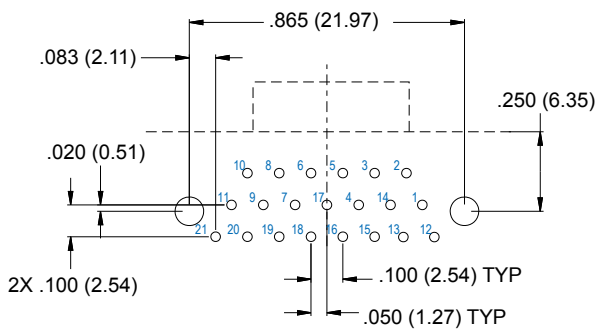 .865 (21.97)
.083 (2.11)
.250 (6.35)
.020 (0.51)
10 8 6 5 3 2
11 9 7 17 4 14 1
21 20 19 18 16 15 13 12
2X .100 (2.54)
.100 (2.54) TYP
.050 (1.27) TYP